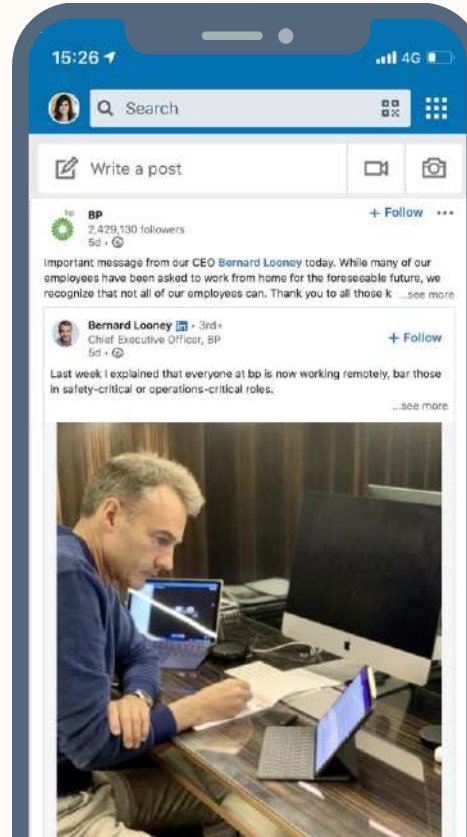 15:26
4G
Search
Write a post
bp
BP
+ Follow
2,429,130 followers
5d •
Important message from our CEO Bernard Looney today. While many of our
employees have been asked to work from home for the foreseeable future, we
recognize that not all of our employees can. Thank you to all those k ...see more
Bernard Looney in • 3rd+
Chief Executive Officer, BP
+ Follow
5d •
Last week I explained that everyone at bp is now working remotely, bar those
in safety-critical or operations-critical roles.
...see more